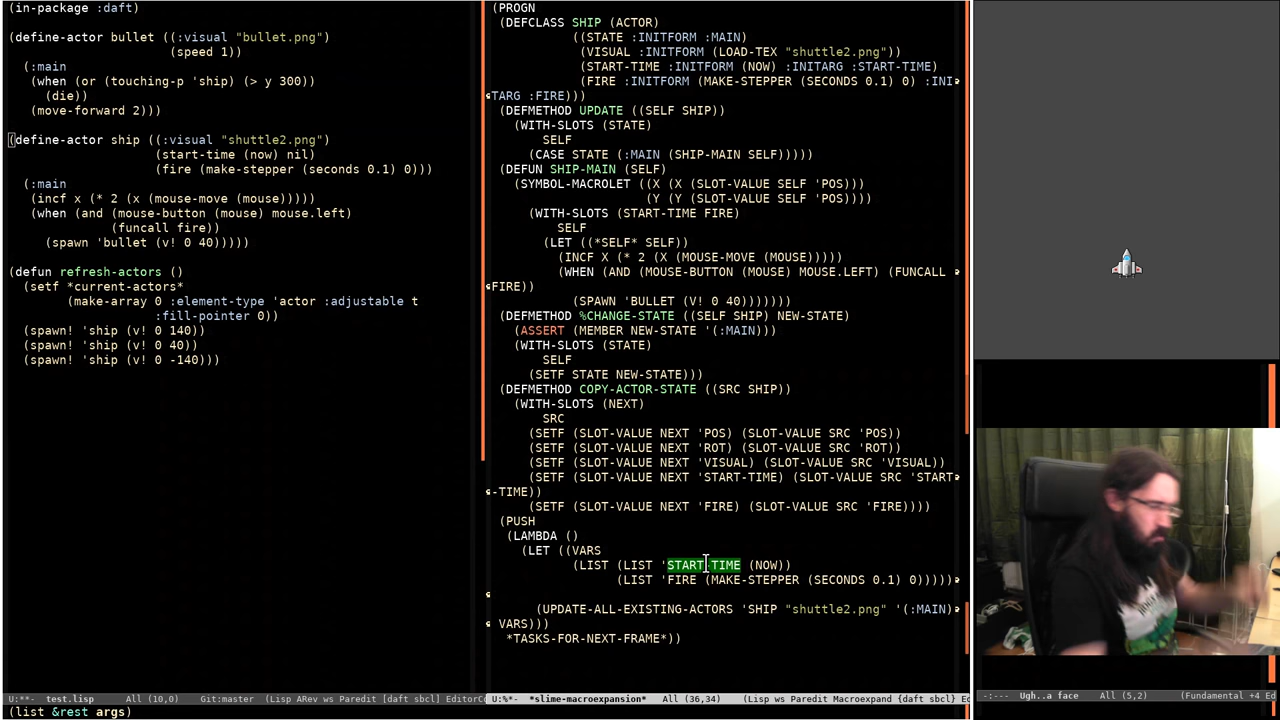 (in-package :daft)
(define-actor bullet ((:visual "bullet.png")
(speed 1))
(:main
(when (or (touching-p 'ship) (> y 300))
(die))
(move-forward 2)))
(define-actor ship ((:visual "shuttle2.png")
(start-time (now) nil)
(fire (make-stepper (seconds 0.1) 0)))
(:main
(incf x (* 2 (x (mouse-move (mouse)))))
(when (and (mouse-button (mouse) mouse.left)
(funcall fire))
(spawn 'bullet (v! 0 40)))))
(defun refresh-actors ()
(setf *current-actors*
(make-array 0 :element-type 'actor :adjustable t
:fill-pointer 0))
(spawn! 'ship (v! 0 140))
(spawn! 'ship (v! 0 40))
(spawn! 'ship (v! 0 -140)))
U:**- test.lisp All (10,0) Git:master (Lisp ARev ws Paredit [daft sbcl] EditorC
(list &rest args)
(PROGN
(DEFCLASS SHIP (ACTOR)
((STATE :INITFORM :MAIN)
(VISUAL :INITFORM (LOAD-TEX "shuttle2.png"))
(START-TIME :INITFORM (NOW) :INITARG :START-TIME)
(FIRE :INITFORM (MAKE-STEPPER (SECONDS 0.1) 0) :INI
TARG :FIRE)))
(DEFMETHOD UPDATE ((SELF SHIP))
(WITH-SLOTS (STATE)
SELF
(CASE STATE (:MAIN (SHIP-MAIN SELF)))))
(DEFUN SHIP-MAIN (SELF)
(SYMBOL-MACROLET ((X (X (SLOT-VALUE SELF 'POS)))
(Y (Y (SLOT-VALUE SELF 'POS))))
(WITH-SLOTS (START-TIME FIRE)
SELF
(LET ((*SELF* SELF))
(INCF X (* 2 (X (MOUSE-MOVE (MOUSE)))))
(WHEN (AND (MOUSE-BUTTON (MOUSE) MOUSE.LEFT) (FUNCALL
FIRE))
(SPAWN 'BULLET (V! 0 40)))))))
(DEFMETHOD %CHANGE-STATE ((SELF SHIP) NEW-STATE)
(ASSERT (MEMBER NEW-STATE '(:MAIN)))
(WITH-SLOTS (STATE)
SELF
(SETF STATE NEW-STATE)))
(DEFMETHOD COPY-ACTOR-STATE ((SRC SHIP))
(WITH-SLOTS (NEXT)
SRC
(SETF (SLOT-VALUE NEXT 'POS) (SLOT-VALUE SRC 'POS))
(SETF (SLOT-VALUE NEXT 'ROT) (SLOT-VALUE SRC 'ROT))
(SETF (SLOT-VALUE NEXT 'VISUAL) (SLOT-VALUE SRC 'VISUAL))
(SETF (SLOT-VALUE NEXT 'START-TIME) (SLOT-VALUE SRC 'START
-TIME))
(SETF (SLOT-VALUE NEXT 'FIRE) (SLOT-VALUE SRC 'FIRE))))
(PUSH
(LAMBDA ()
(LET ((VARS
(LIST (LIST 'START-TIME (NOW))
(LIST 'FIRE (MAKE-STEPPER (SECONDS 0.1) 0)))))
(UPDATE-ALL-EXISTING-ACTORS 'SHIP "shuttle2.png" '(:MAIN)
VARS)))
*TASKS-FOR-NEXT-FRAME*))
U:%*- *slime-macroexpansion* All (36,34) (Lisp ws Paredit Macroexpand [daft sbcl] E
-:--- Ugh..a face All (5,2) (Fundamental +4 Ed